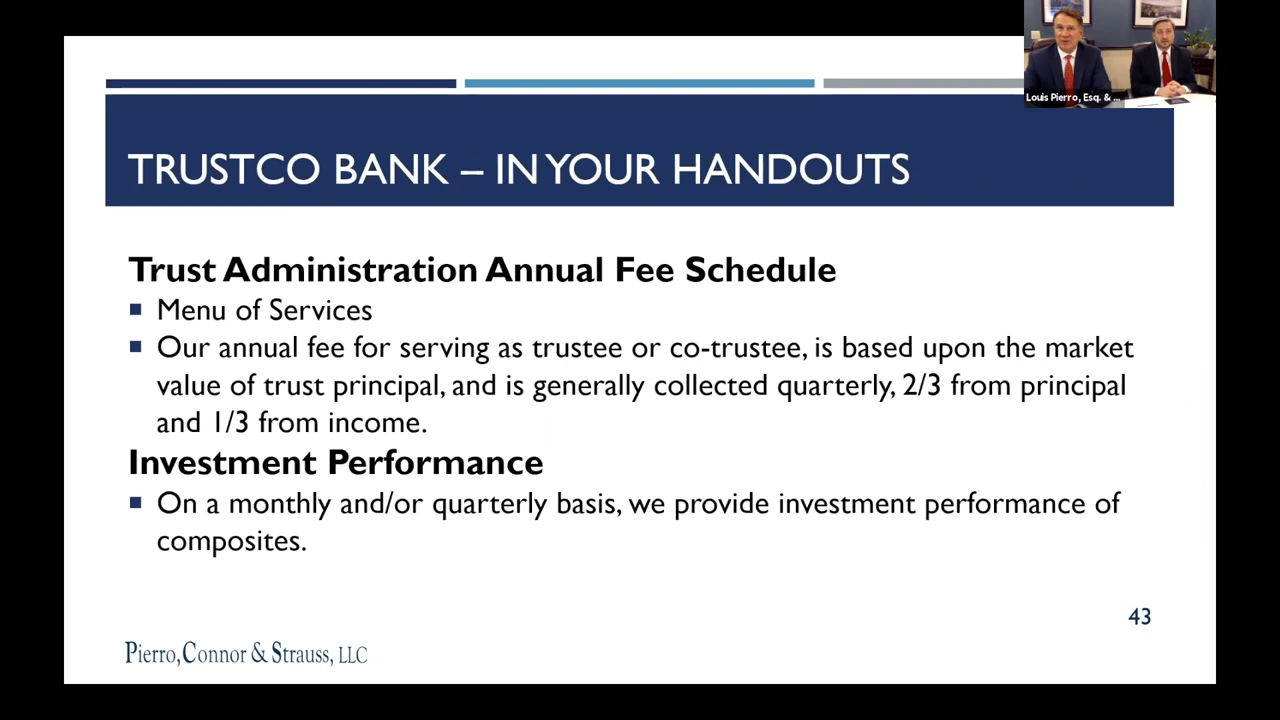 Louis Pierro, Esq. & ...
TRUSTCO BANK – IN YOUR HANDOUTS
Trust Administration Annual Fee Schedule
Menu of Services
Our annual fee for serving as trustee or co-trustee, is based upon the market
value of trust principal, and is generally collected quarterly, 2/3 from principal
and 1/3 from income.
Investment Performance
On a monthly and/or quarterly basis, we provide investment performance of
composites.
43
Pierro, Connor & Strauss, LLC